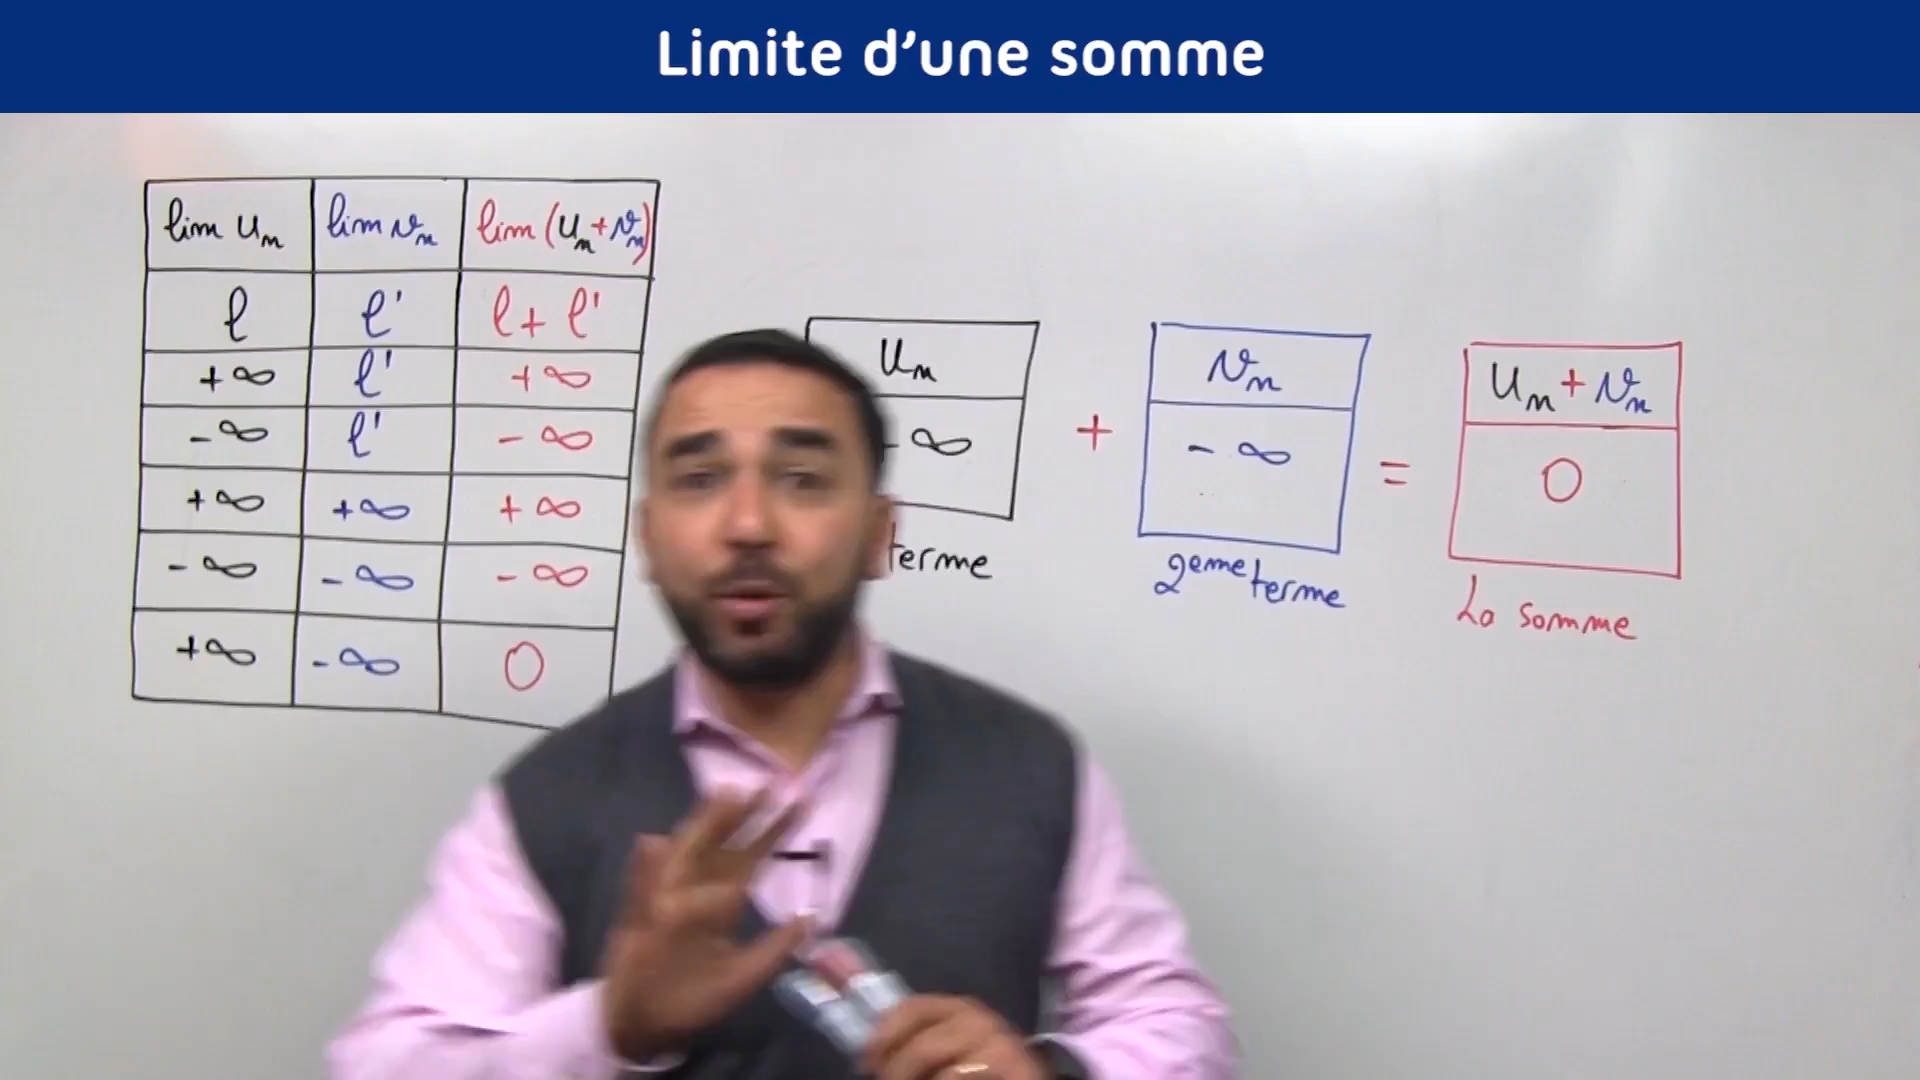 Limite d'une somme
lim Un lim Vn lim (Un+Vn)
l l' l + l'
+∞ l' +∞
-∞ l' -∞
+∞ +∞ +∞
-∞ -∞ -∞
+∞ -∞ 0
Un + Vn = Un + Vn
∞ -∞ 0
terme 2eme terme La somme